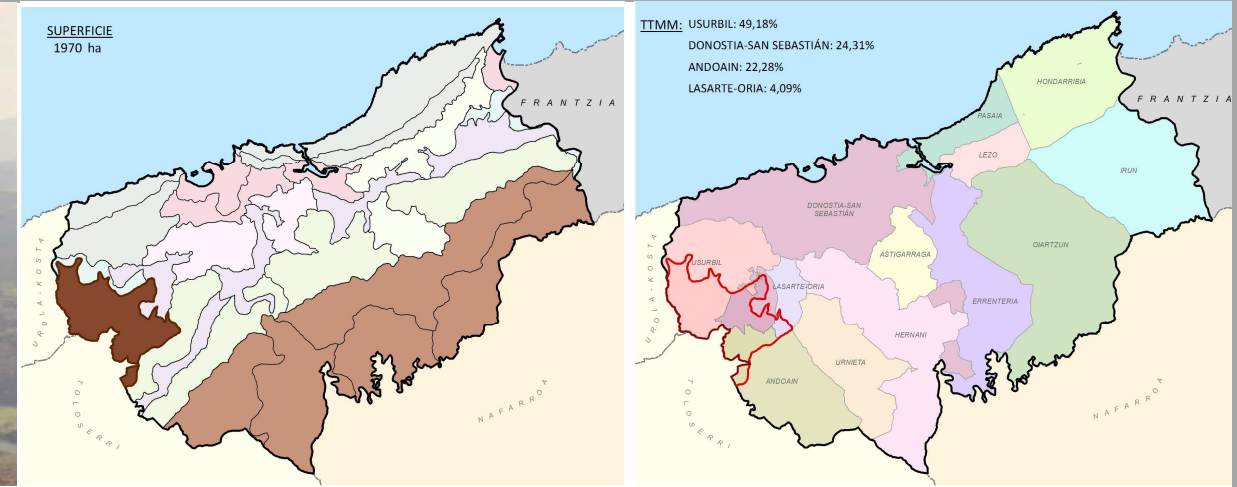 SUPERFICIE
1970 ha
FRANTZIA
UROLA-KOSTA
TOLOSERRI
NAFARROA
TTMM: USURBIL: 49,18%
DONOSTIA-SAN SEBASTIÁN: 24,31%
ANDOAIN: 22,28%
LASARTE-ORIA: 4,09%
HONDARRIBIA
FRANTZIA
PASAIA
LEZO
IRUN
DONOSTIA-SAN
SEBASTIÁN
OIARTZUN
ASTIGARRAGA
USURBIL
UROLA-KOSTA
LASARTE-ORIA
ERRENTERIA
HERNANI
URNIETA
ANDOAIN
TOLOSERRI
NAFARROA